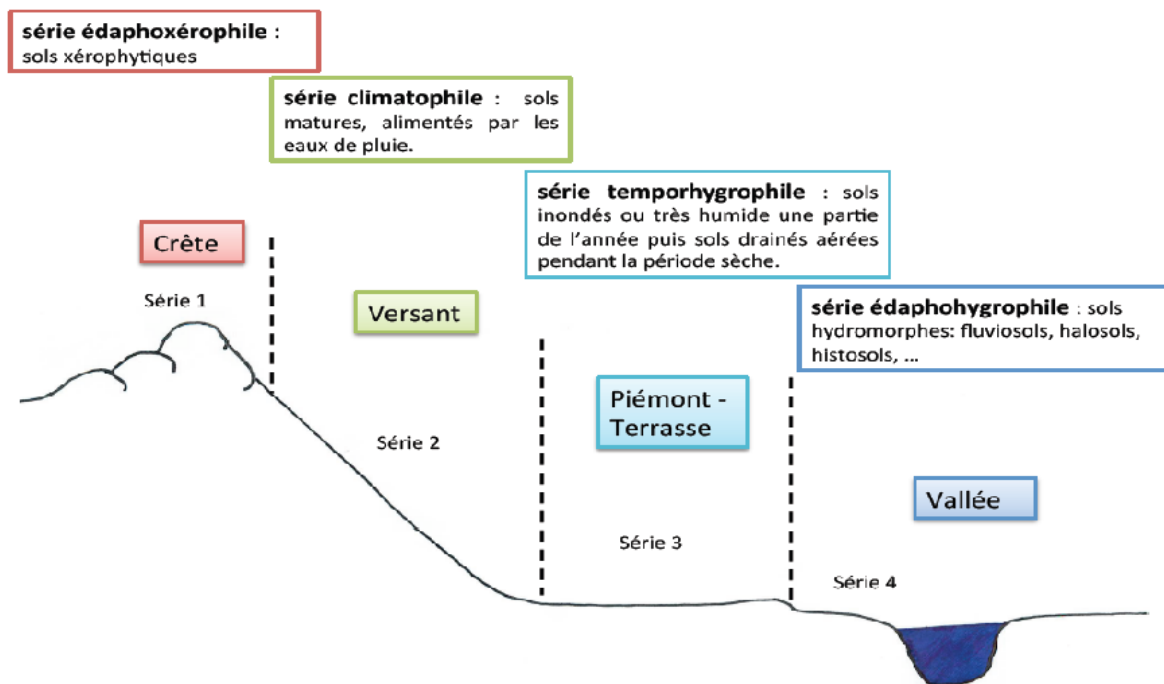 série édaphoxérophile :
sols xérophytiques
série climatophile : sols
matures, alimentés par les
eaux de pluie.
série temporhygrophile : sols
inondés ou très humide une partie
de l'année puis sols drainés aérées
pendant la période sèche.
série édaphohygrophile : sols
hydromorphes: fluviosols, halosols,
histosols, ...
Crête
Série 1
Versant
Série 2
Piémont -
Terrasse
Série 3
Vallée
Série 4